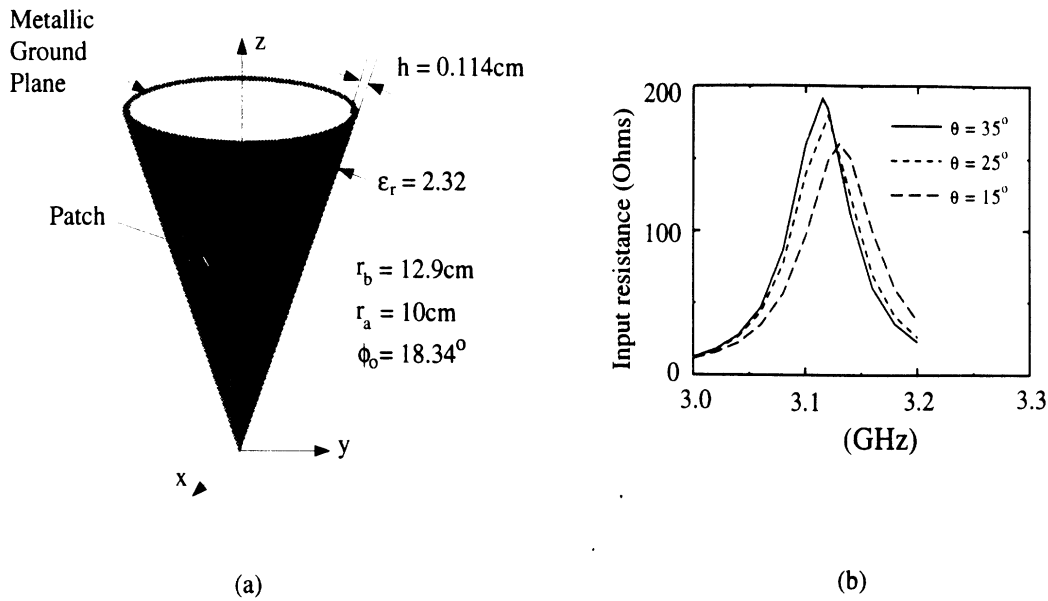 Metallic
Ground
Plane
z
h = 0.114cm
εr = 2.32
Patch
rb = 12.9cm
ra = 10cm
ϕo = 18.34°
y
x
(a)
Input resistance (Ohms)
200
100
0
3.0 3.1 3.2 3.3
(GHz)
θ = 35°
θ = 25°
θ = 15°
(b)